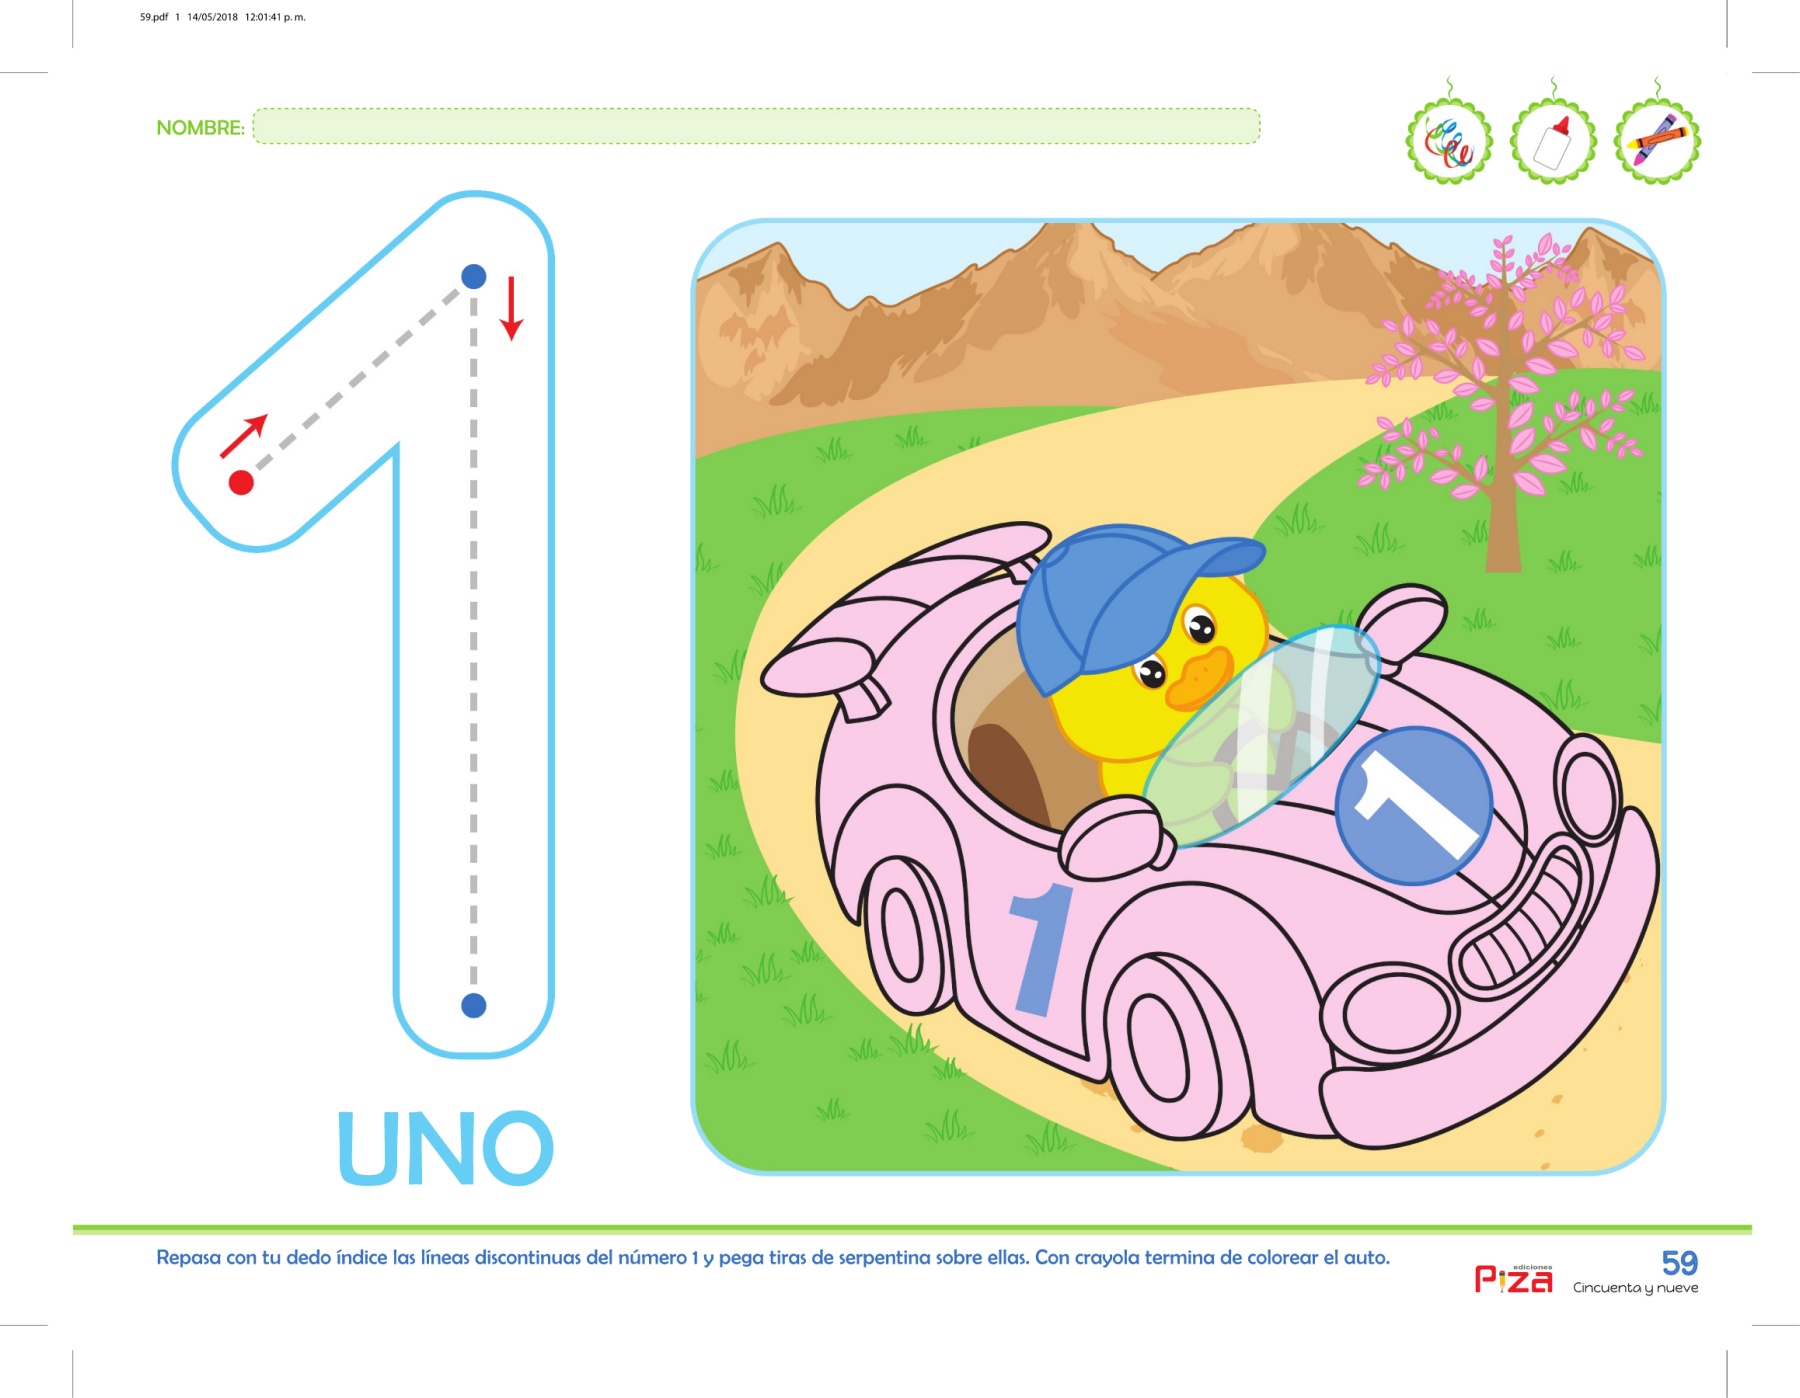 59.pdf 1 14/05/2018 12:01:41 p. m.
NOMBRE:
1
1
1
UNO
Repasa con tu dedo índice las líneas discontinuas del número 1 y pega tiras de serpentina sobre ellas. Con crayola termina de colorear el auto.
ediciones
Piza
59
Cincuenta y nueve